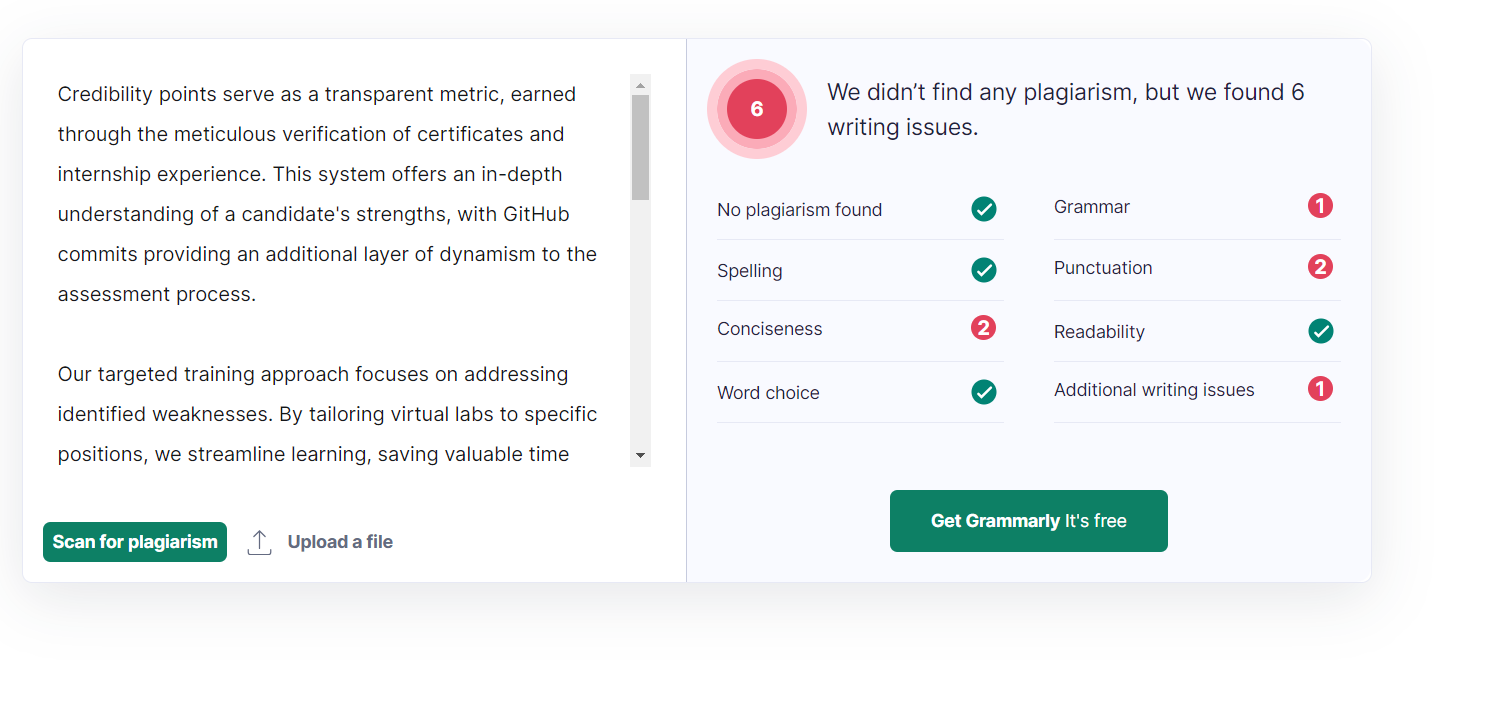 Credibility points serve as a transparent metric, earned
through the meticulous verification of certificates and
internship experience. This system offers an in-depth
understanding of a candidate's strengths, with GitHub
commits providing an additional layer of dynamism to the
assessment process.
Our targeted training approach focuses on addressing
identified weaknesses. By tailoring virtual labs to specific
positions, we streamline learning, saving valuable time
Scan for plagiarism
Upload a file
6
We didn’t find any plagiarism, but we found 6
writing issues.
No plagiarism found
Grammar 1
Spelling
Punctuation 2
Conciseness 2
Readability
Word choice
Additional writing issues 1
Get Grammarly It's free